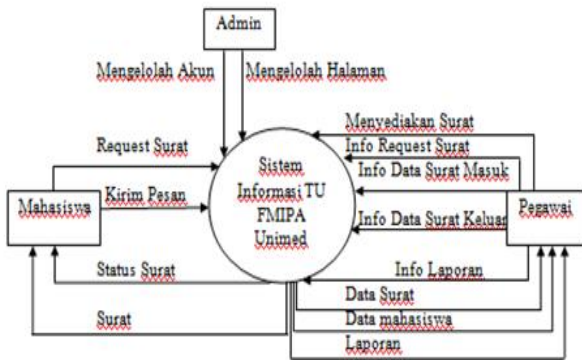 Admin
Mengelolah Akun
Mengelolah Halaman
Menyediakan Surat
Request Surat
Info Request Surat
Info Data Surat Masuk
Mahasiswa
Kirim Pesan
Sistem
Informasi TU
FMIPA
Unimed
Pegawai
Info Data Surat Keluar
Status Surat
Info Laporan
Data Surat
Surat
Data mahasiswa
Laporan